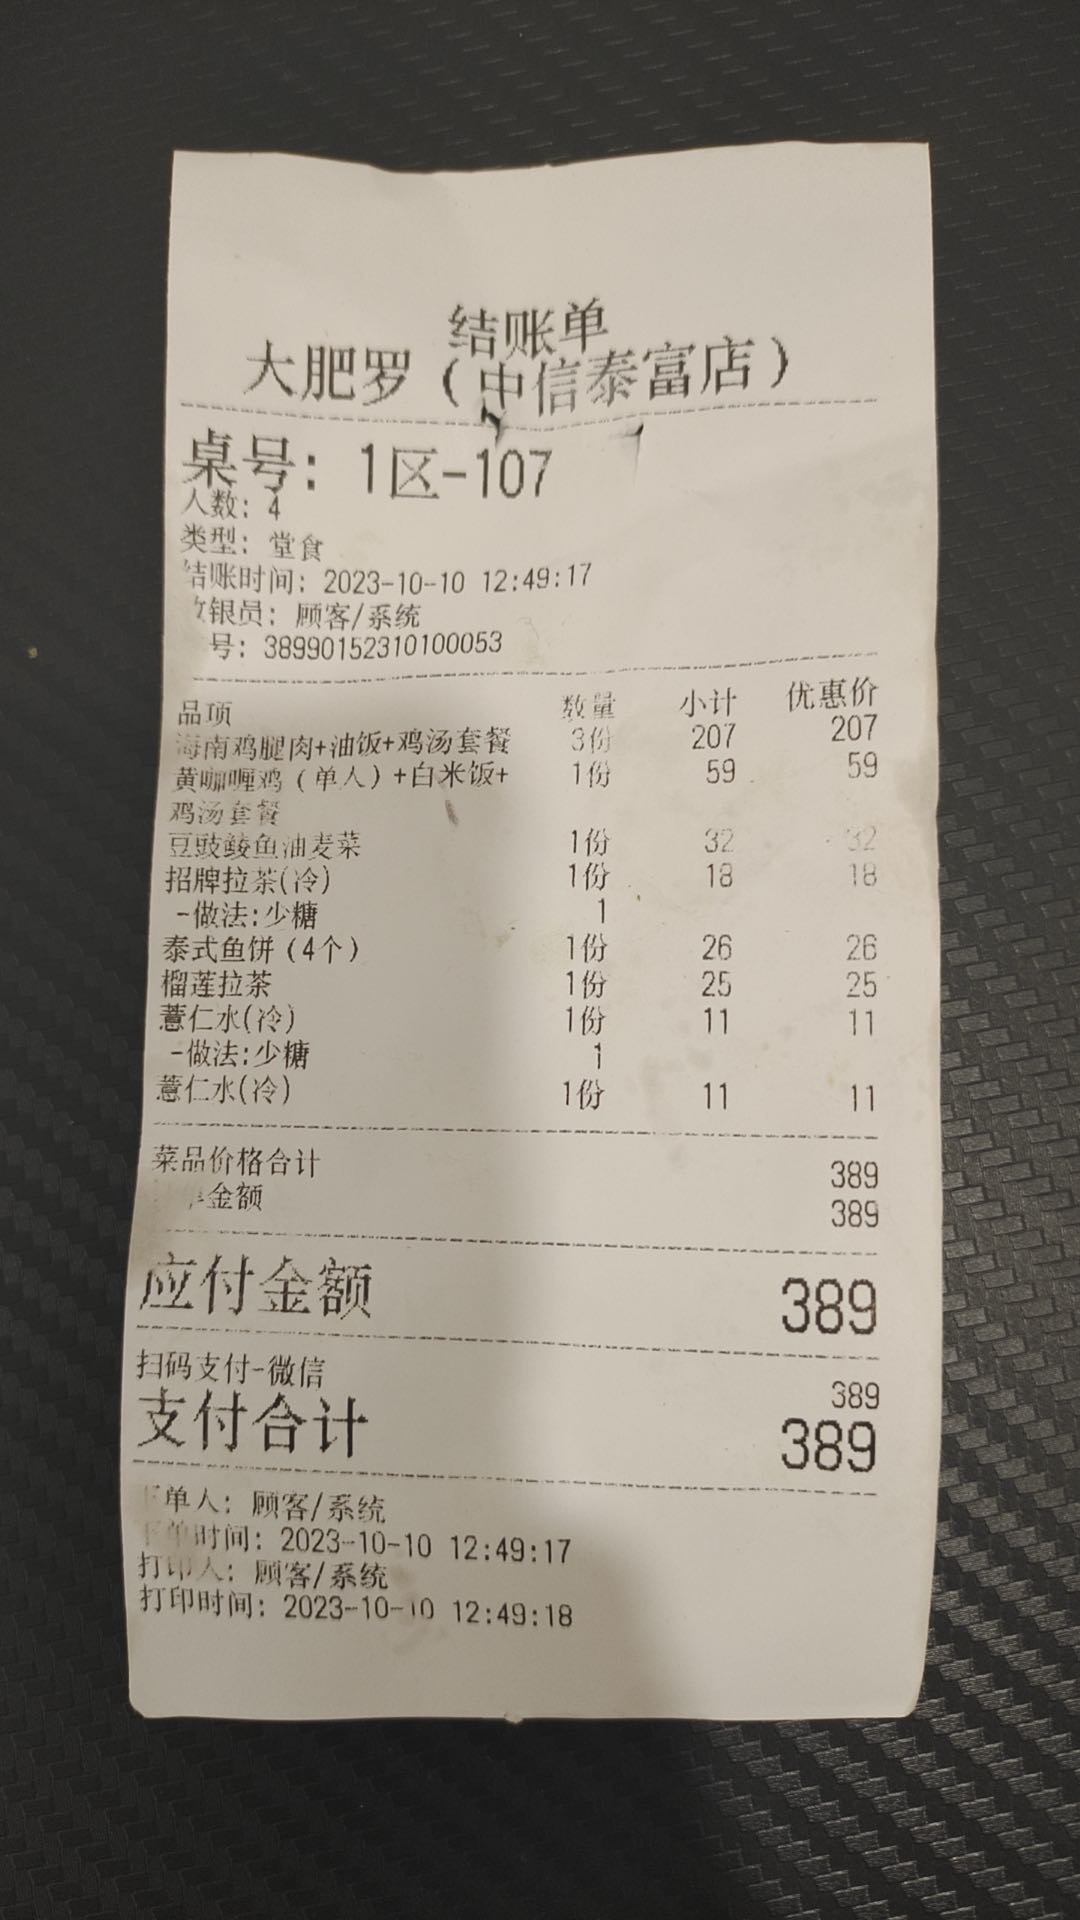 结账单
大肥罗（中信泰富店）
桌号：1区-107
人数：4
类型：堂食
结账时间：2023-10-10 12:49:17
收银员：顾客/系统
号：38990152310100053
品项 数量 小计 优惠价
海南鸡腿肉+油饭+鸡汤套餐 3份 207 207
黄咖喱鸡（单人）+白米饭+ 1份 59 59
鸡汤套餐
豆豉鲮鱼油麦菜 1份 32 32
招牌拉茶(冷) 1份 18 18
-做法:少糖 1
泰式鱼饼（4个） 1份 26 26
榴莲拉茶 1份 25 25
薏仁水(冷) 1份 11 11
-做法:少糖 1
薏仁水(冷) 1份 11 11
菜品价格合计 389
金额 389
应付金额 389
扫码支付-微信 389
支付合计 389
下单人：顾客/系统
下单时间：2023-10-10 12:49:17
打印人：顾客/系统
打印时间：2023-10-10 12:49:18